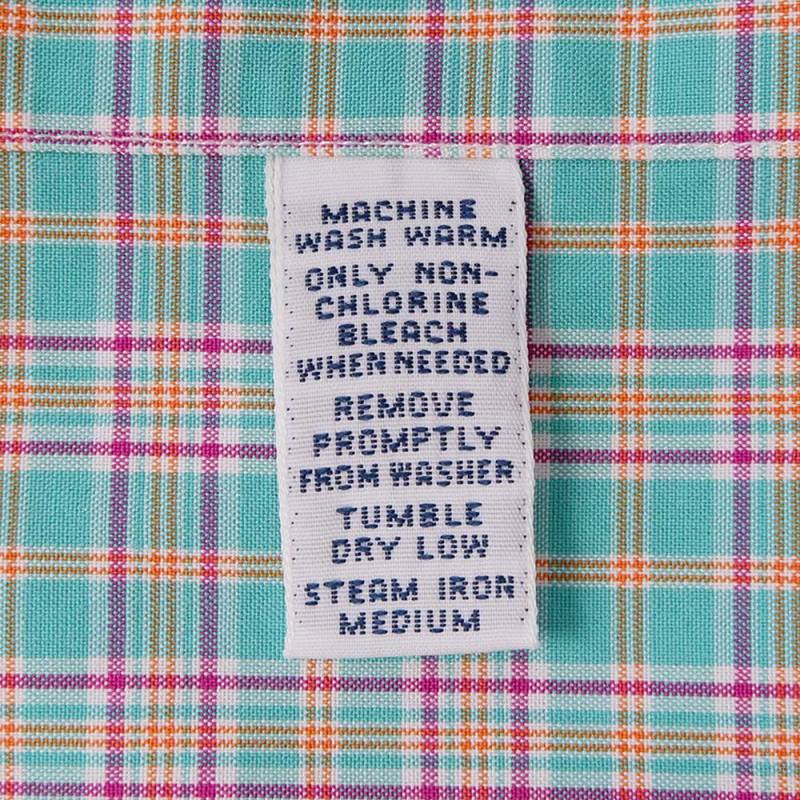 MACHINE
WASH WARM
ONLY NON-
CHLORINE
BLEACH
WHEN NEEDED
REMOVE
PROMPTLY
FROM WASHER
TUMBLE
DRY LOW
STEAM IRON
MEDIUM